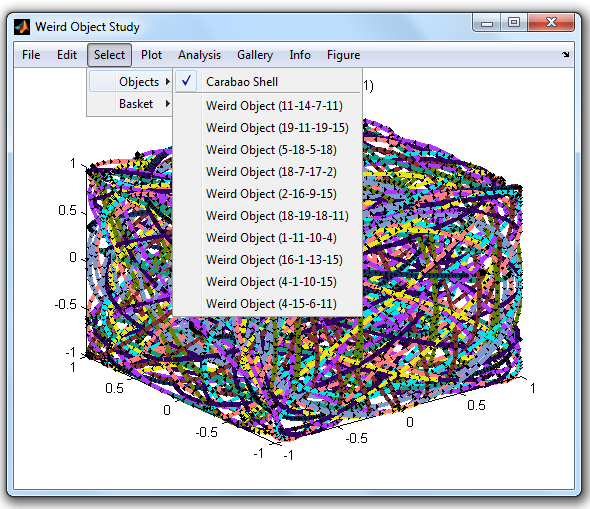 Weird Object Study
File Edit Select Plot Analysis Gallery Info Figure
Objects
Basket
Carabao Shell
Weird Object (11-14-7-11)
Weird Object (19-11-19-15)
Weird Object (5-18-5-18)
Weird Object (18-7-17-2)
Weird Object (2-16-9-15)
Weird Object (18-19-18-11)
Weird Object (1-11-10-4)
Weird Object (16-1-13-15)
Weird Object (4-1-10-15)
Weird Object (4-15-6-11)
1)
1
0.5
0
-0.5
-1
1
0.5
0
-0.5
-1
-1
-0.5
0
0.5
1